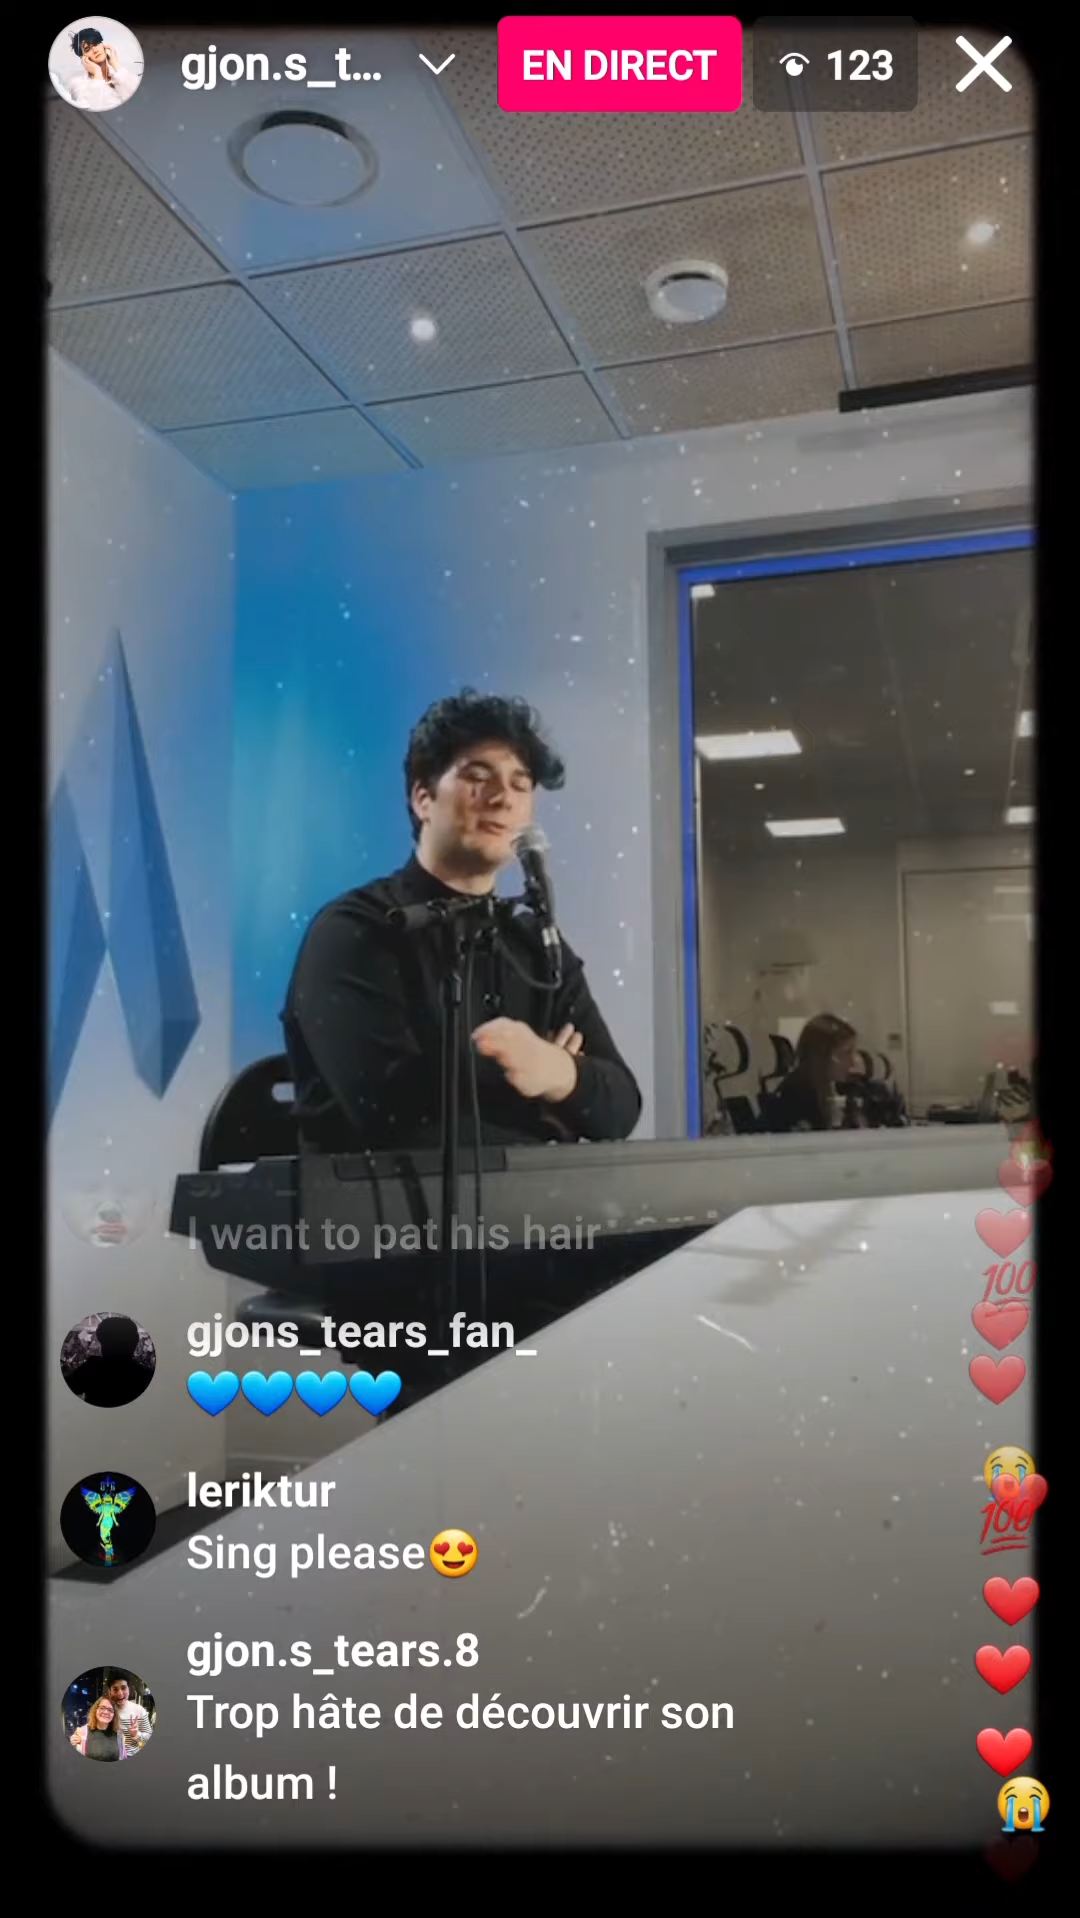 gjon.s_t...
EN DIRECT
123
I want to pat his hair
gjons_tears_fan_
💙💙💙💙
leriktur
Sing please😍
gjon.s_tears.8
Trop hâte de découvrir son
album !